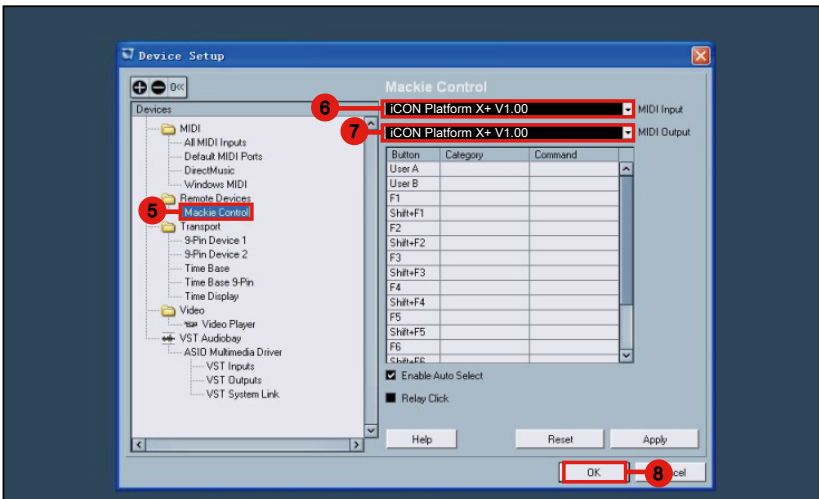 Device Setup
Mackie Control
Devices
6
iCON Platform X+ V1.00
MIDI Input
7
iCON Platform X+ V1.00
MIDI Output
MIDI
All MIDI Inputs
Default MIDI Ports
DirectMusic
Windows MIDI
Remote Devices
5
Mackie Control
Transport
9-Pin Device 1
9-Pin Device 2
Time Base
Time Base 9-Pin
Time Display
Video
Video Player
VST Audiobay
ASIO Multimedia Driver
VST Inputs
VST Outputs
VST System Link
Button Category Command
User A
User B
F1
Shift+F1
F2
Shift+F2
F3
Shift+F3
F4
Shift+F4
F5
Shift+F5
F6
Shift+F6
Enable Auto Select
Relay Click
Help Reset Apply
OK 8 cel